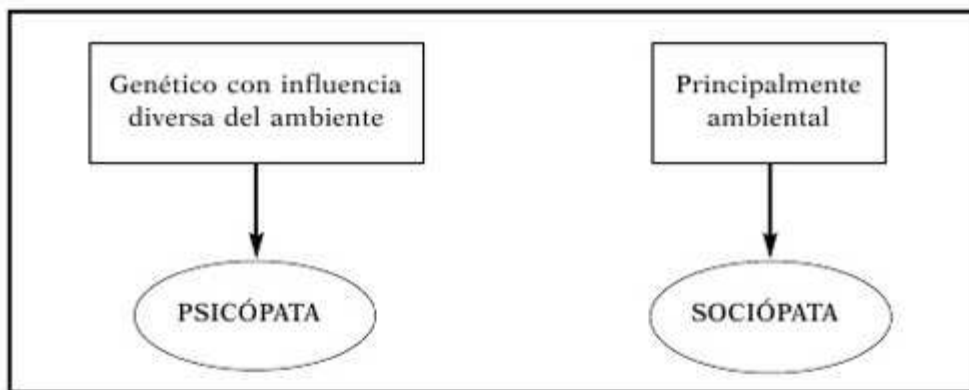 Genético con influencia
diversa del ambiente
Principalmente
ambiental
PSICÓPATA
SOCIÓPATA